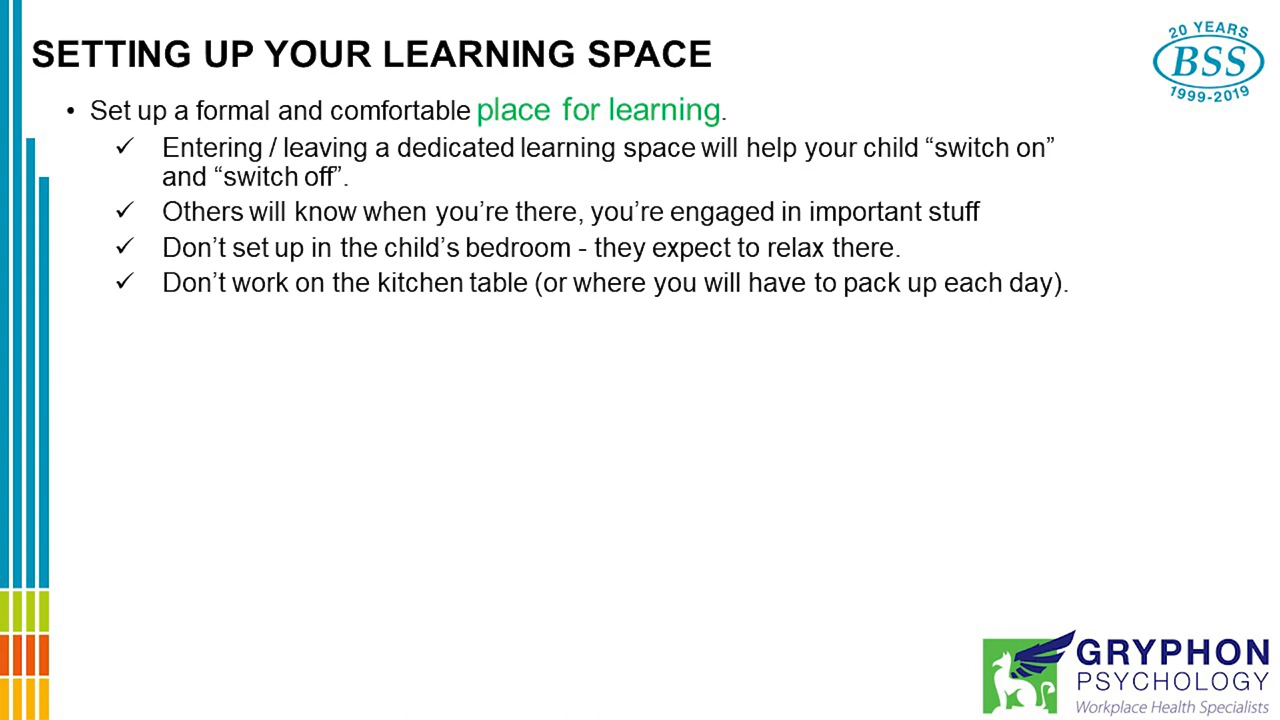 SETTING UP YOUR LEARNING SPACE
20 YEARS
BSS
1999-2019
• Set up a formal and comfortable place for learning.
✓ Entering / leaving a dedicated learning space will help your child “switch on”
and “switch off”.
✓ Others will know when you’re there, you’re engaged in important stuff
✓ Don’t set up in the child’s bedroom - they expect to relax there.
✓ Don’t work on the kitchen table (or where you will have to pack up each day).
GRYPHON
PSYCHOLOGY
Workplace Health Specialists